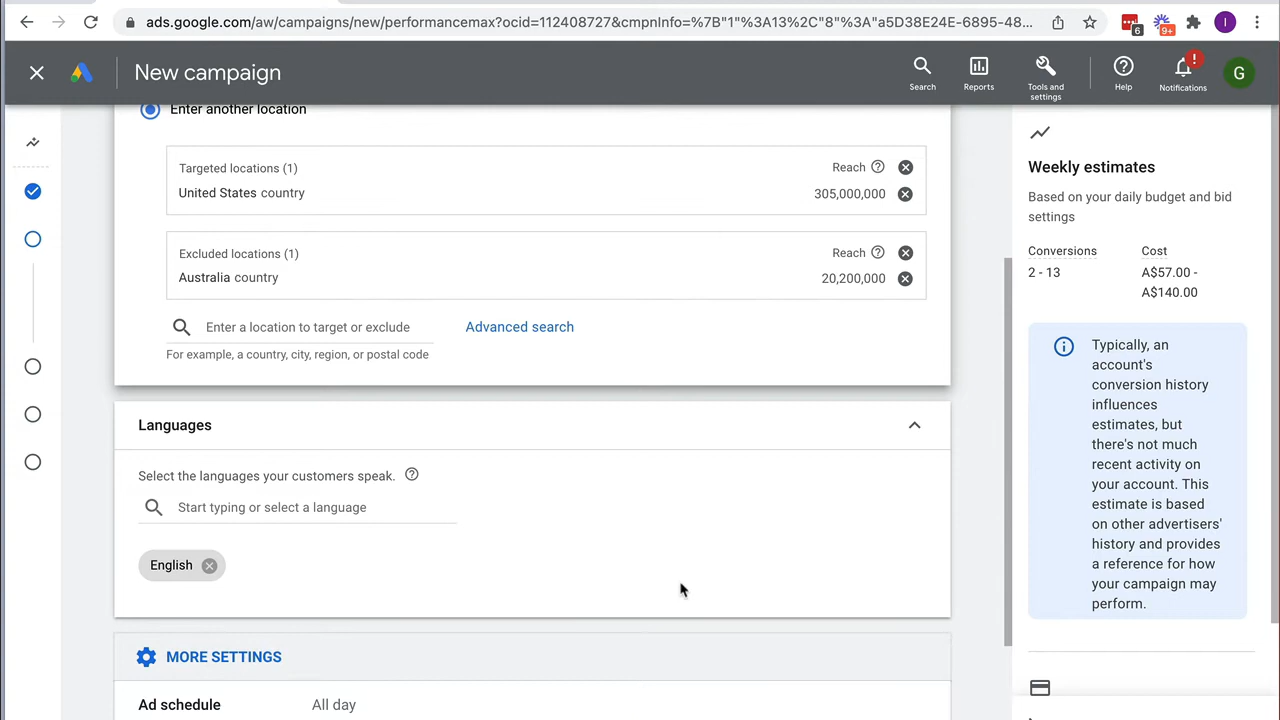 ads.google.com/aw/campaigns/new/performancemax?ocid=112408727&cmpnInfo=%7B"1"%3A13%2C"8"%3A"a5D38E24E-6895-48...
6
9+
I
New campaign
Search
Reports
Tools and
settings
Help
!
Notifications
G
Enter another location
Targeted locations (1)
Reach
United States country
305,000,000
Excluded locations (1)
Reach
Australia country
20,200,000
Enter a location to target or exclude
Advanced search
For example, a country, city, region, or postal code
Languages
Select the languages your customers speak.
Start typing or select a language
English
MORE SETTINGS
Ad schedule
All day
Weekly estimates
Based on your daily budget and bid
settings
Conversions
Cost
2 - 13
A$57.00 -
A$140.00
Typically, an
account's
conversion history
influences
estimates, but
there's not much
recent activity on
your account. This
estimate is based
on other advertisers'
history and provides
a reference for how
your campaign may
perform.